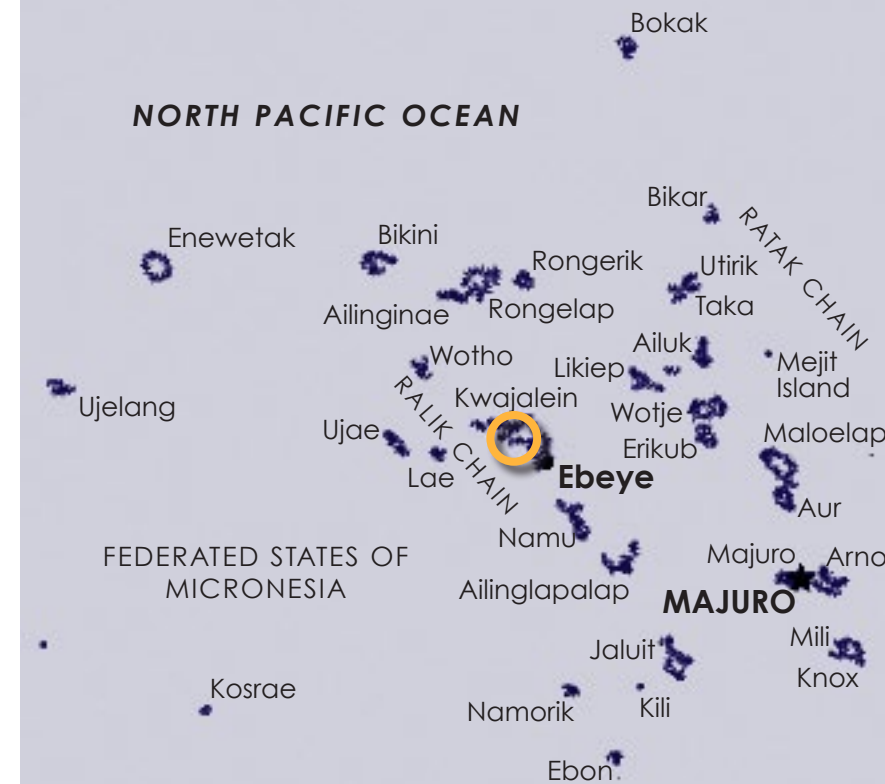 Bokak
NORTH PACIFIC OCEAN
Bikar
RATAK CHAIN
Enewetak
Bikini
Rongerik
Utirik
Ailinginae
Rongelap
Taka
Wotho
Ailuk
Likiep
Mejit
Island
Ujelang
RALIK CHAIN
Kwajalein
Wotje
Ujae
Erikub
Maloelap
Lae
Ebeye
Aur
Namu
FEDERATED STATES OF
MICRONESIA
Majuro
Arno
Ailinglapalap
MAJURO
Jaluit
Mili
Knox
Kosrae
Namorik
Kili
Ebon